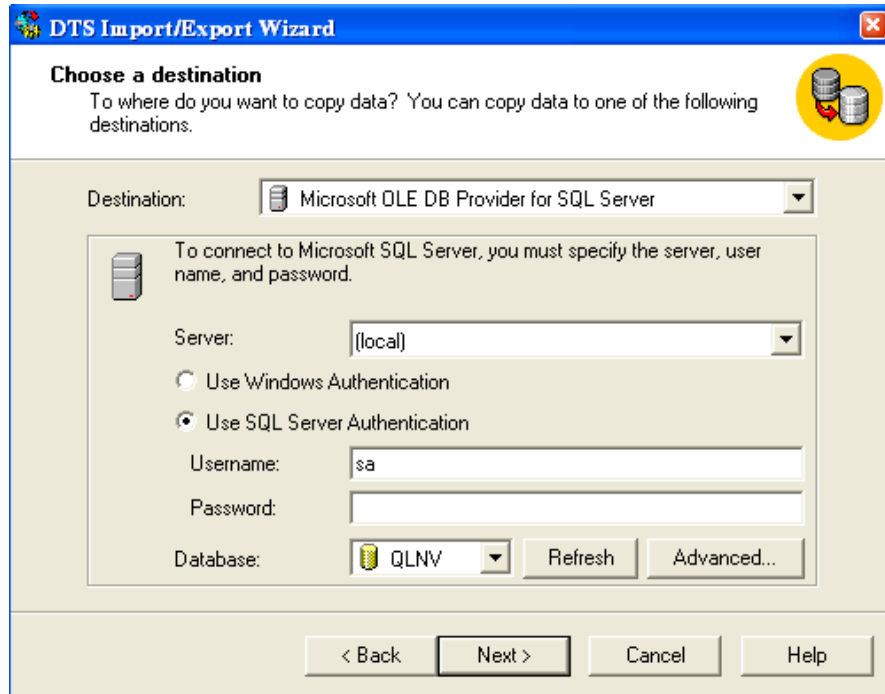 DTS Import/Export Wizard
Choose a destination
To where do you want to copy data? You can copy data to one of the following
destinations.
Destination: Microsoft OLE DB Provider for SQL Server
To connect to Microsoft SQL Server, you must specify the server, user
name, and password.
Server: (local)
Use Windows Authentication
Use SQL Server Authentication
Username: sa
Password:
Database: QLNV Refresh Advanced...
< Back Next > Cancel Help